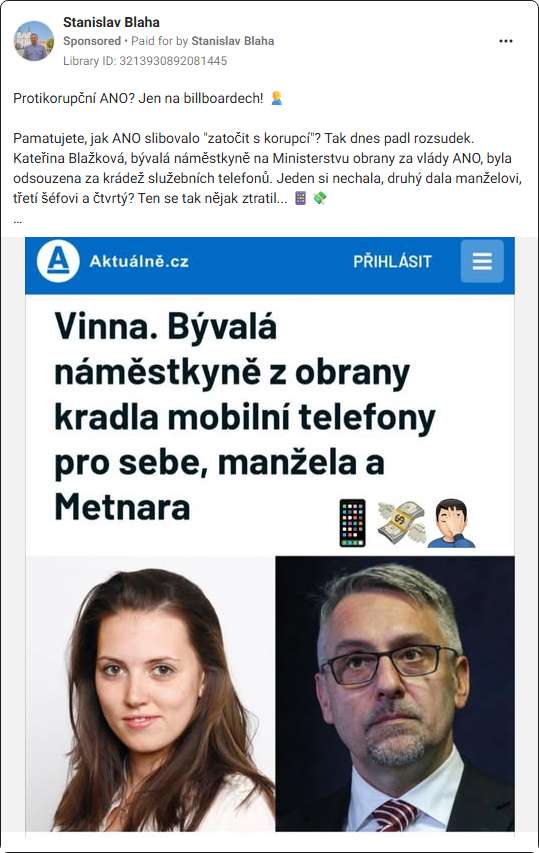 Stanislav Blaha
Sponsored • Paid for by Stanislav Blaha
Library ID: 3213930892081445
Protikorupční ANO? Jen na billboardech! 🤦‍♂️
Pamatujete, jak ANO slibovalo "zatočit s korupcí"? Tak dnes padl rozsudek.
Kateřina Blažková, bývalá náměstkyně na Ministerstvu obrany za vlády ANO, byla
odsouzena za krádež služebních telefonů. Jeden si nechala, druhý dala manželovi,
třetí šéfovi a čtvrtý? Ten se tak nějak ztratil... 📱 💸
...
Aktuálně.cz
PŘIHLÁSIT
Vinna. Bývalá
náměstkyně z obrany
kradla mobilní telefony
pro sebe, manžela a
Metnara